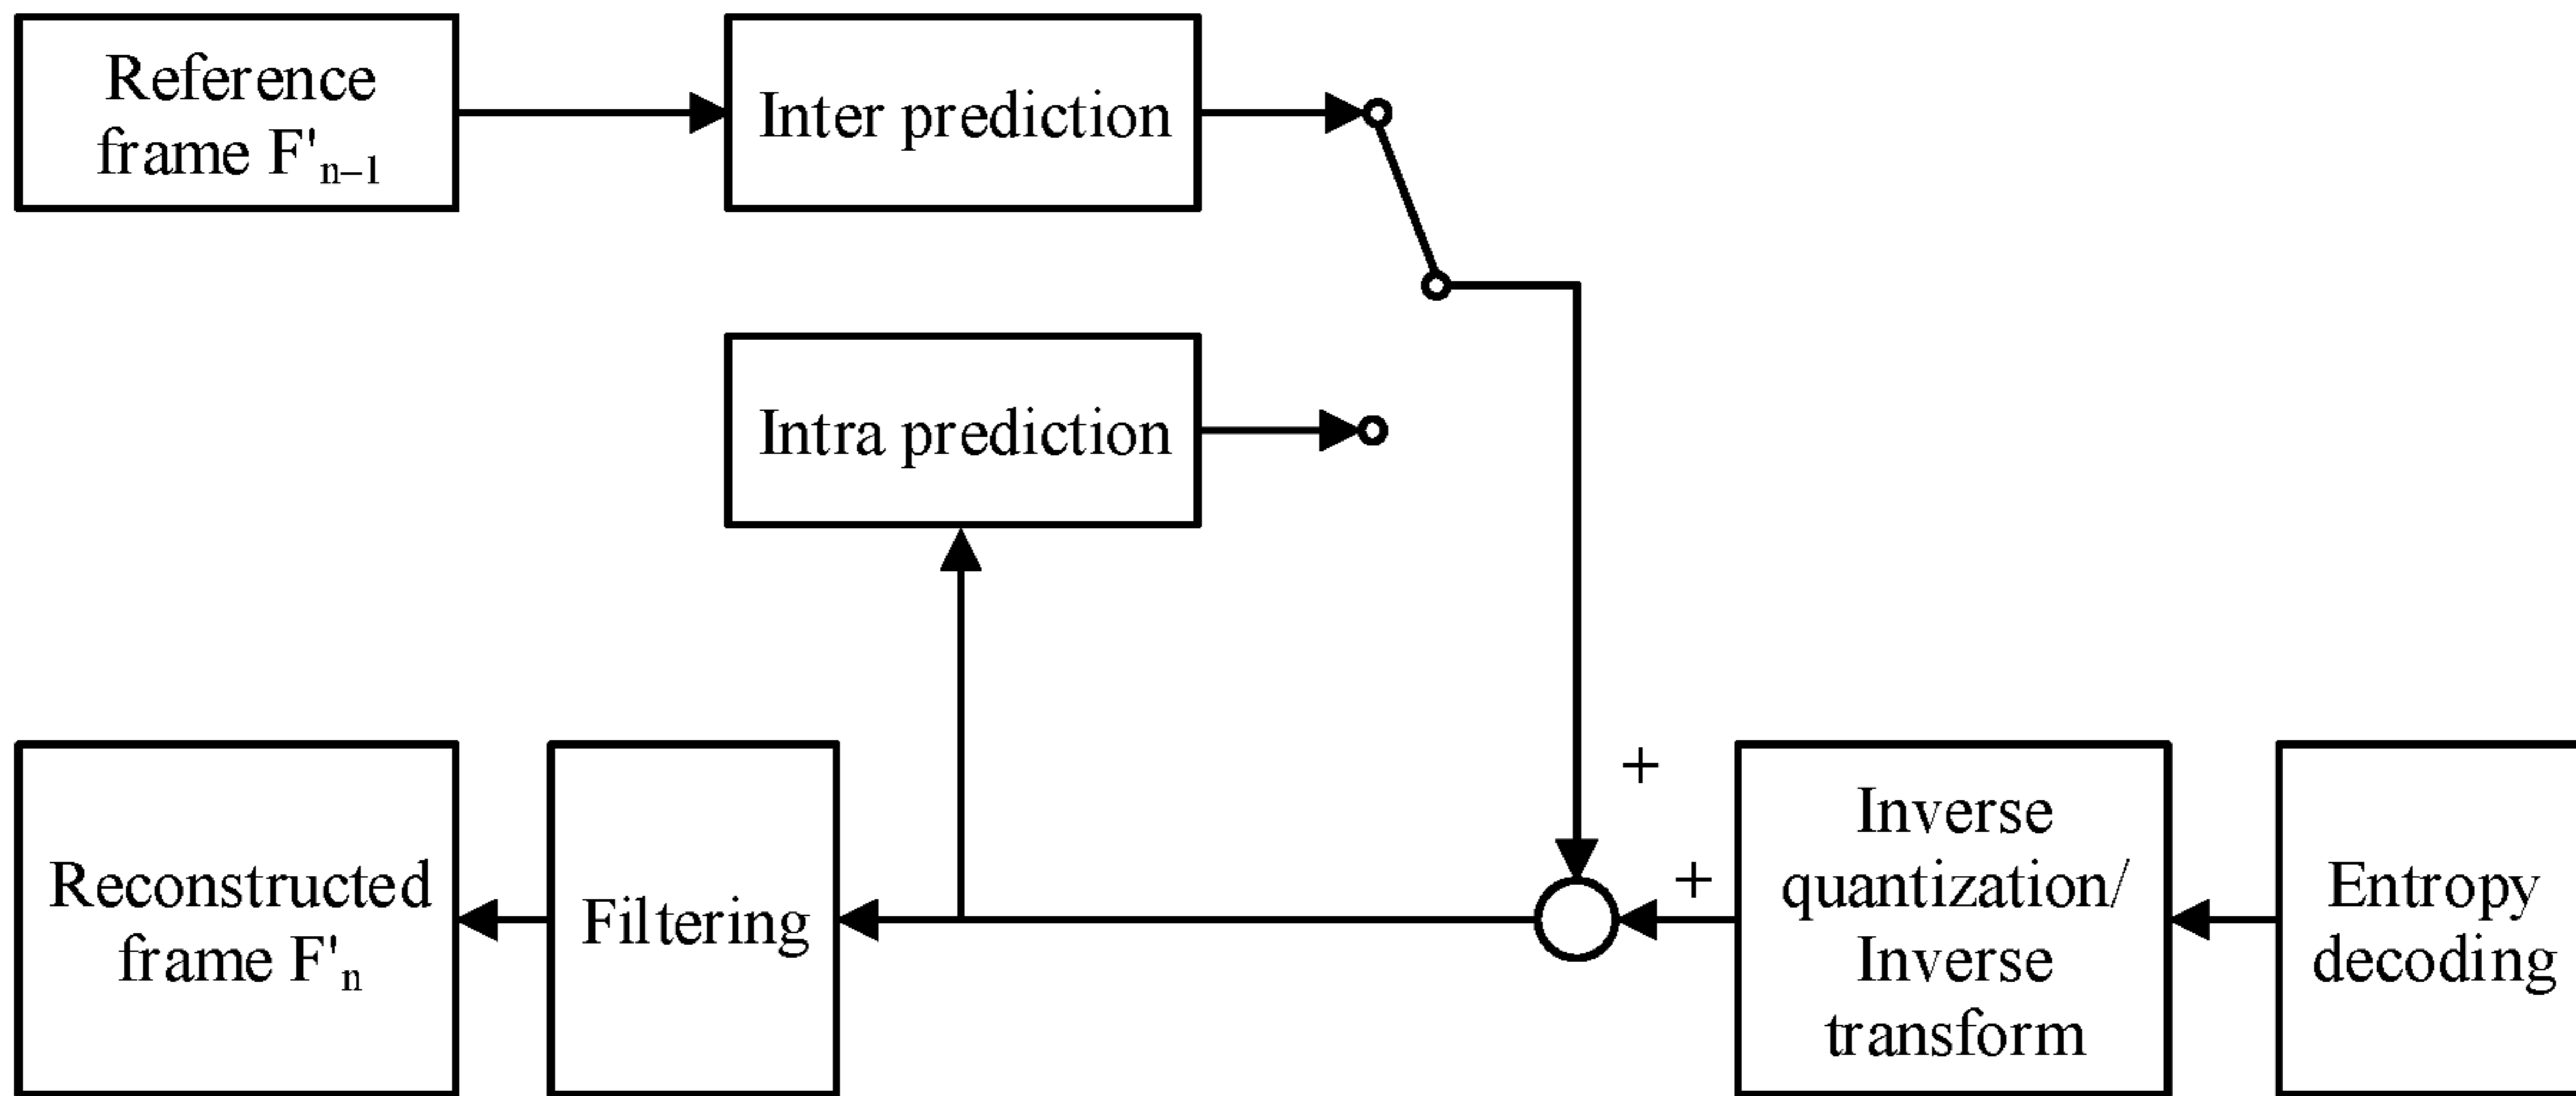 Reference
frame F'n–1
Inter prediction
Intra prediction
+
+
Reconstructed
frame F'n
Filtering
Inverse
quantization/
Inverse
transform
Entropy
decoding